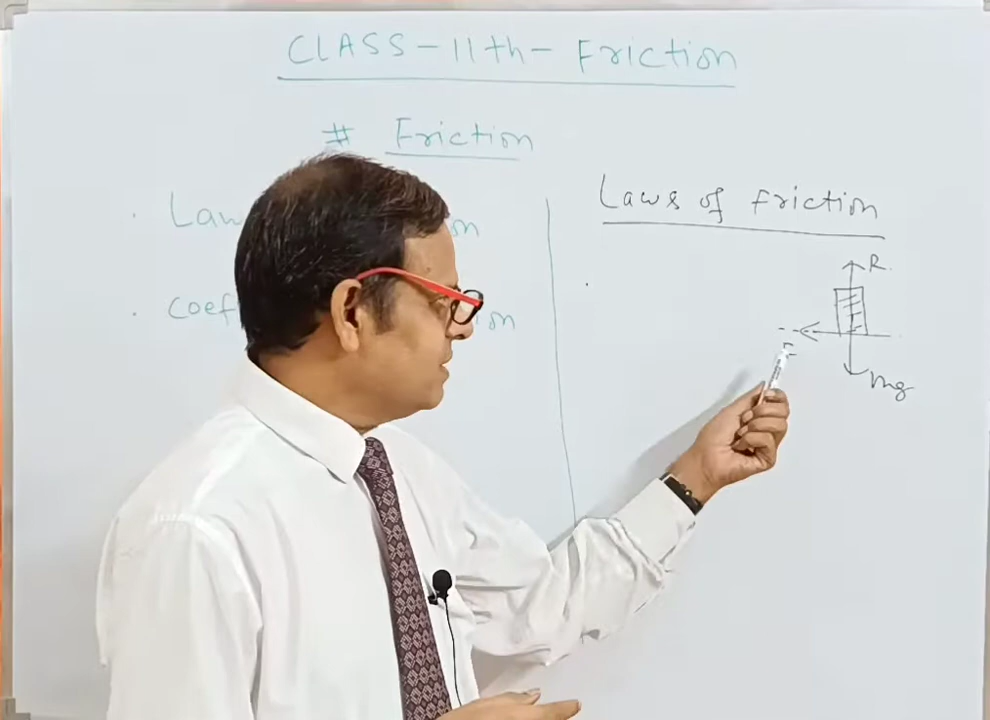 CLASS-11th-Friction
# Friction
Laws of friction
R
F
mg